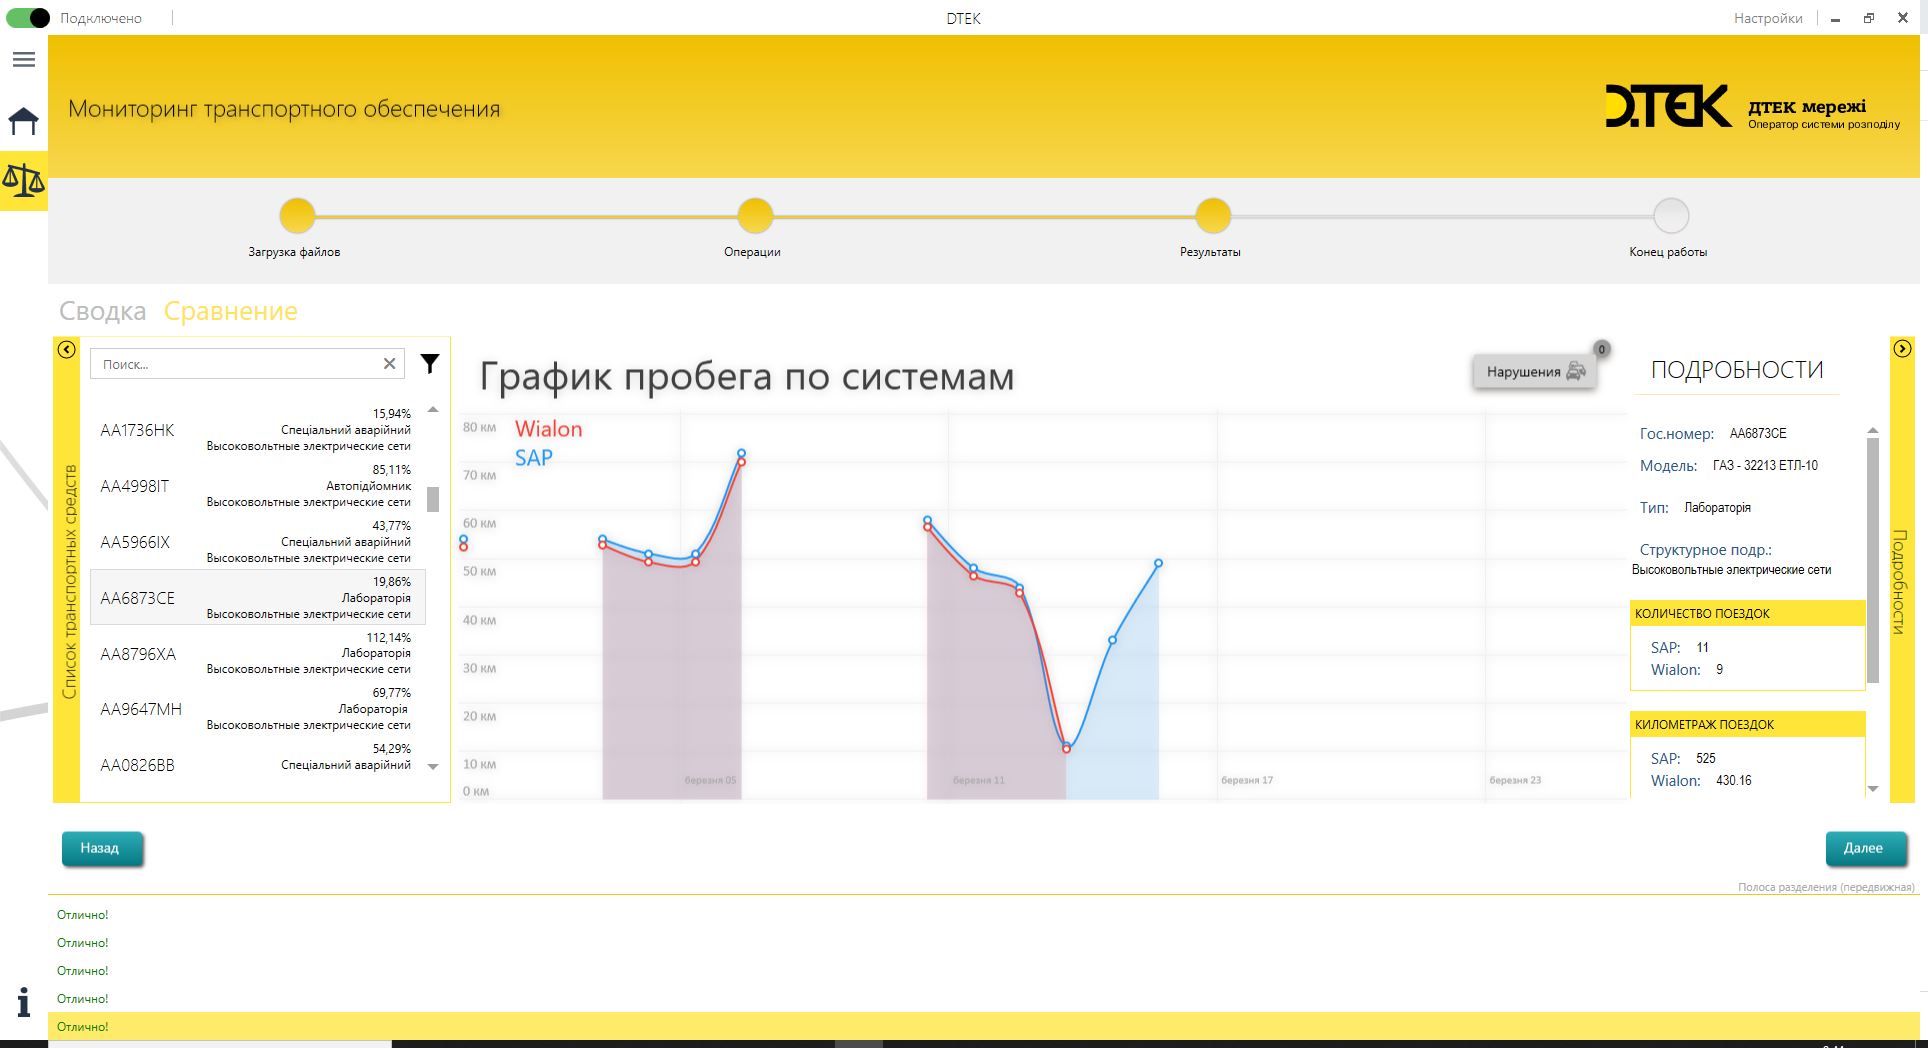 Подключено
DTEK
Настройки
Мониторинг транспортного обеспечения
DTEK
ДТЕК мережі
Оператор системи розподілу
Загрузка файлов
Операции
Результаты
Конец работы
Сводка Сравнение
Список транспортных средств
Поиск...
15,94%
AA1736HK
Спеціальний аварійний
Высоковольтные электрические сети
85,11%
AA4998IT
Автопідйомник
Высоковольтные электрические сети
43,77%
AA5966IX
Спеціальний аварійний
Высоковольтные электрические сети
19,86%
AA6873CE
Лабораторія
Высоковольтные электрические сети
112,14%
AA8796XA
Лабораторія
Высоковольтные электрические сети
69,77%
AA9647MH
Лабораторія
Высоковольтные электрические сети
54,29%
AA0826BB
Спеціальний аварійний
График пробега по системам
Нарушения
0
Wialon
SAP
80 км
70 км
60 км
50 км
40 км
30 км
20 км
10 км
0 км
березня 05
березня 11
березня 17
березня 23
ПОДРОБНОСТИ
Гос.номер: AA6873CE
Модель: ГАЗ - 32213 ЕТЛ-10
Тип: Лабораторія
Структурное подр.:
Высоковольтные электрические сети
КОЛИЧЕСТВО ПОЕЗДОК
SAP: 11
Wialon: 9
КИЛОМЕТРАЖ ПОЕЗДОК
SAP: 525
Wialon: 430.16
Подробности
Назад
Далее
Полоса разделения (передвижная)
Отлично!
Отлично!
Отлично!
Отлично!
Отлично!